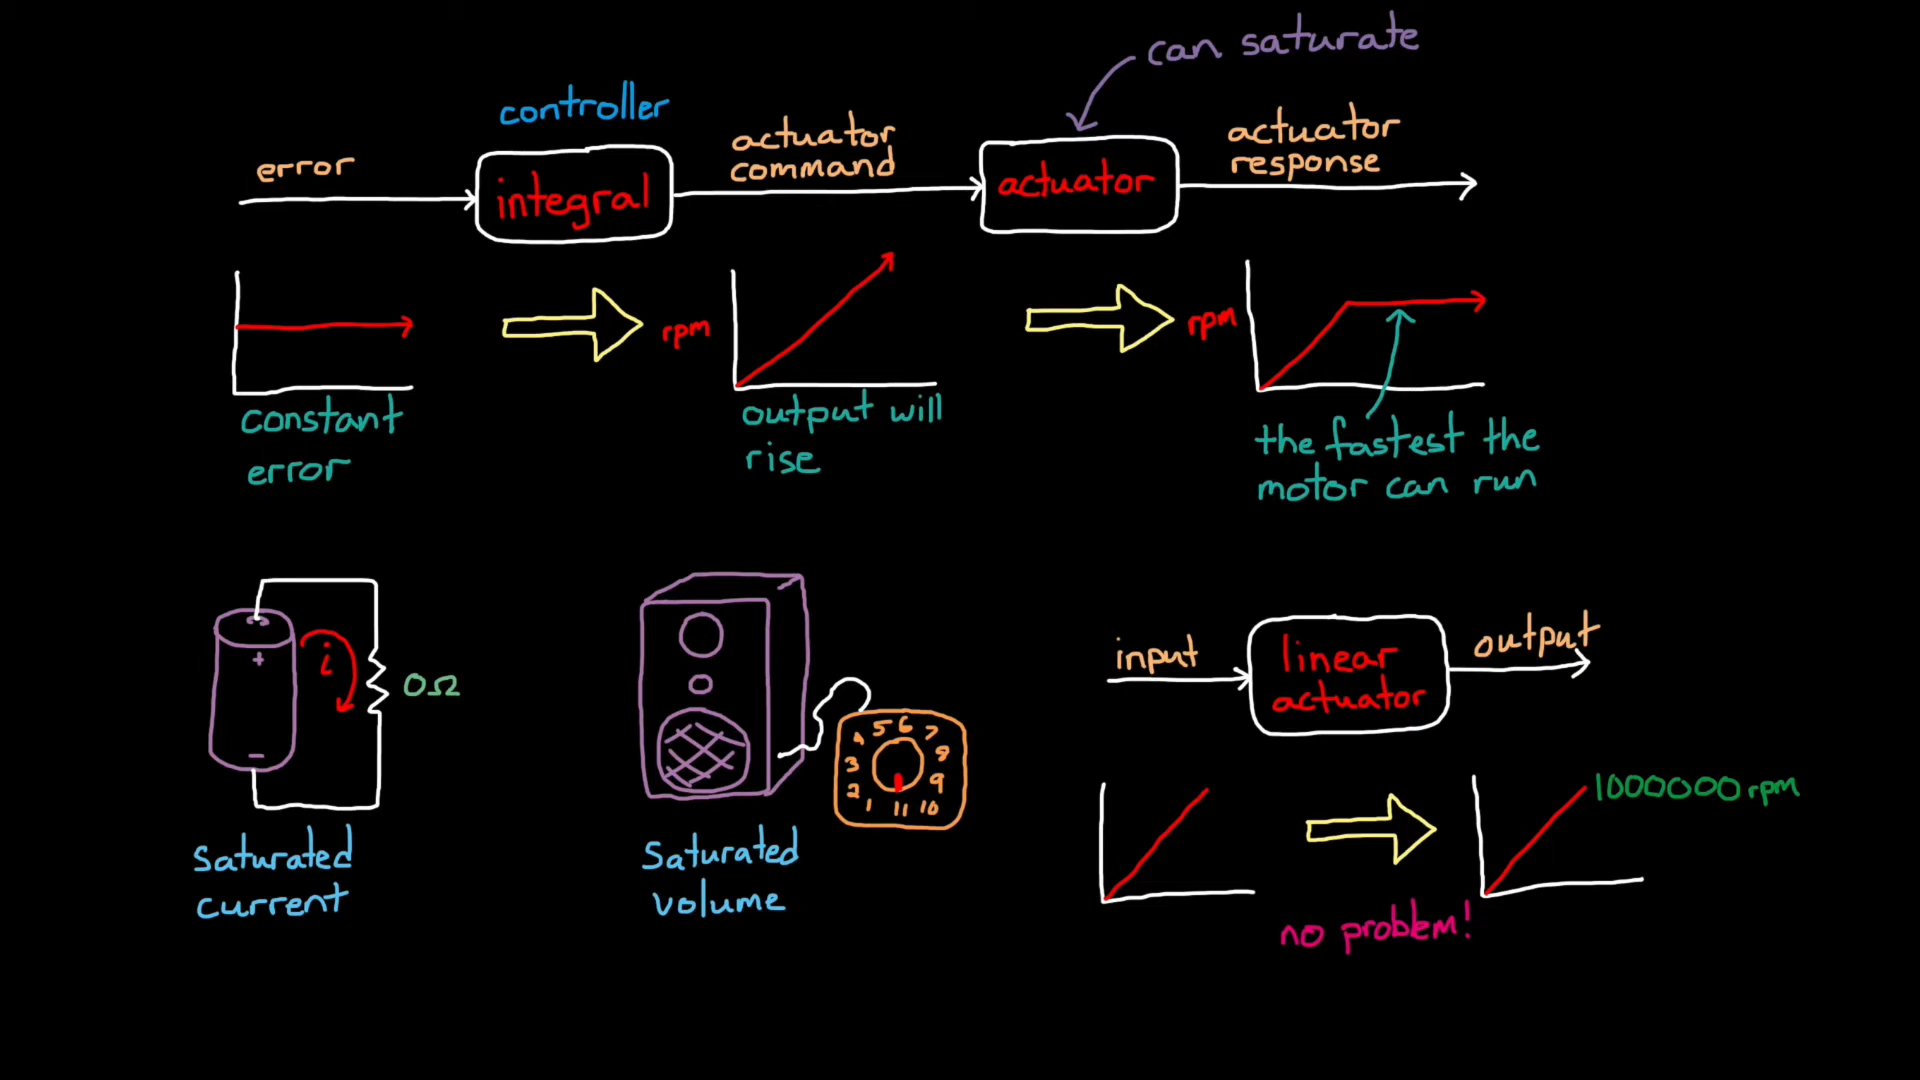 can saturate
controller
error
integral
actuator
command
actuator
actuator
response
rpm
rpm
constant
error
output will
rise
the fastest the
motor can run
+
i
0Ω
−
Saturated
current
5 6 7
4 8
3 9
2 10
1 11
Saturated
volume
input
linear
actuator
output
1000000 rpm
no problem!